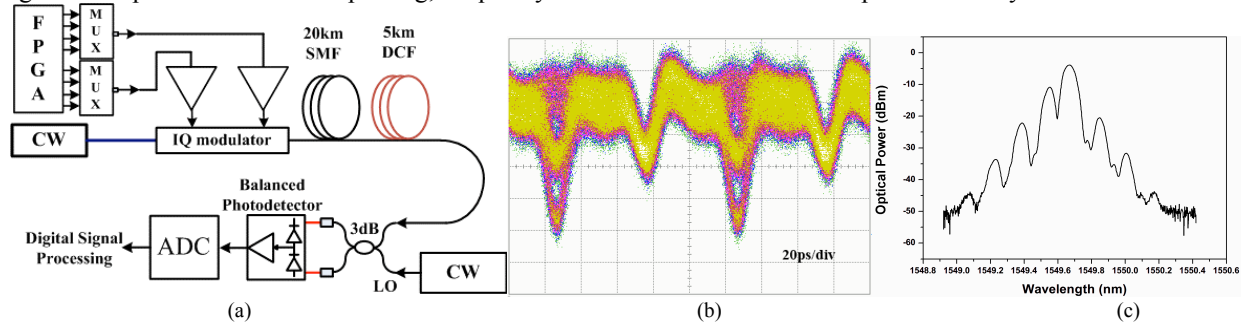 F
P
G
A
M
U
X
M
U
X
20km
SMF
5km
DCF
CW
IQ modulator
Balanced
Photodetector
Digital Signal
Processing
ADC
3dB
LO
CW
(a)
20ps/div
(b)
Optical Power (dBm)
0
-10
-20
-30
-40
-50
-60
1548.8
1549.0
1549.2
1549.4
1549.6
1549.8
1550.0
1550.2
1550.4
1550.6
Wavelength (nm)
(c)